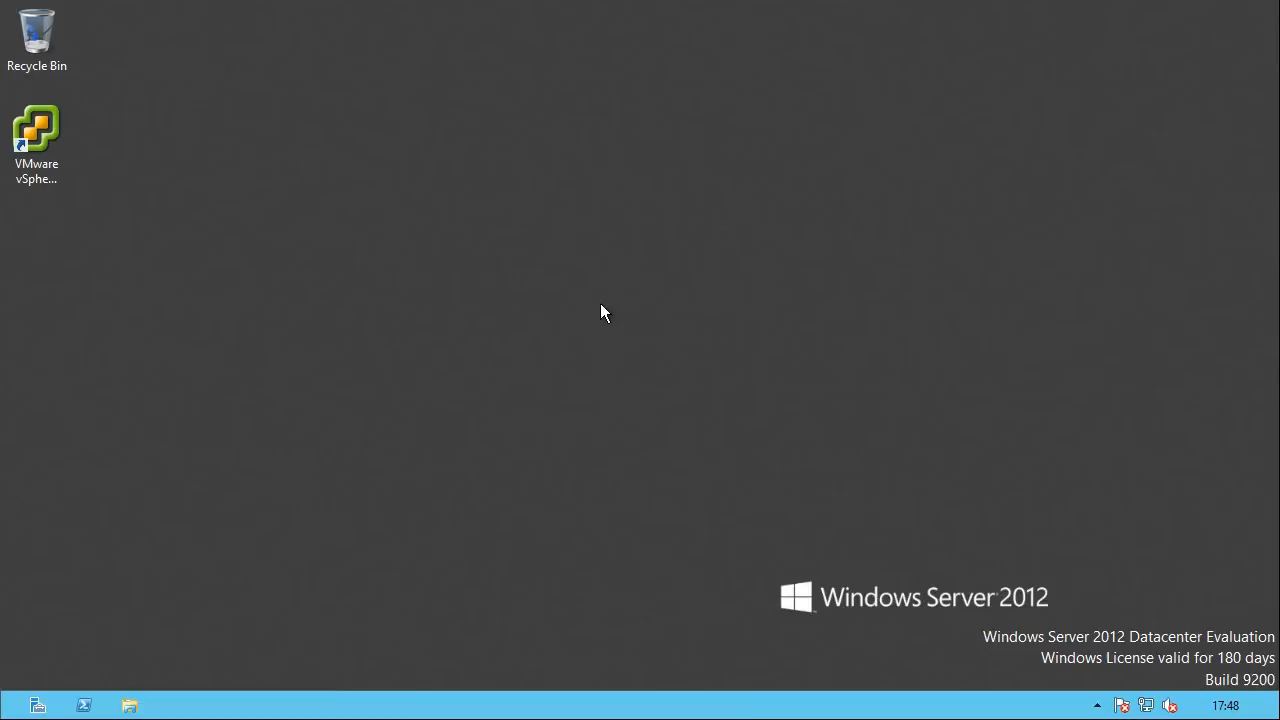 Recycle Bin
VMware
vSphe...
Windows Server 2012
Windows Server 2012 Datacenter Evaluation
Windows License valid for 180 days
Build 9200
17:48